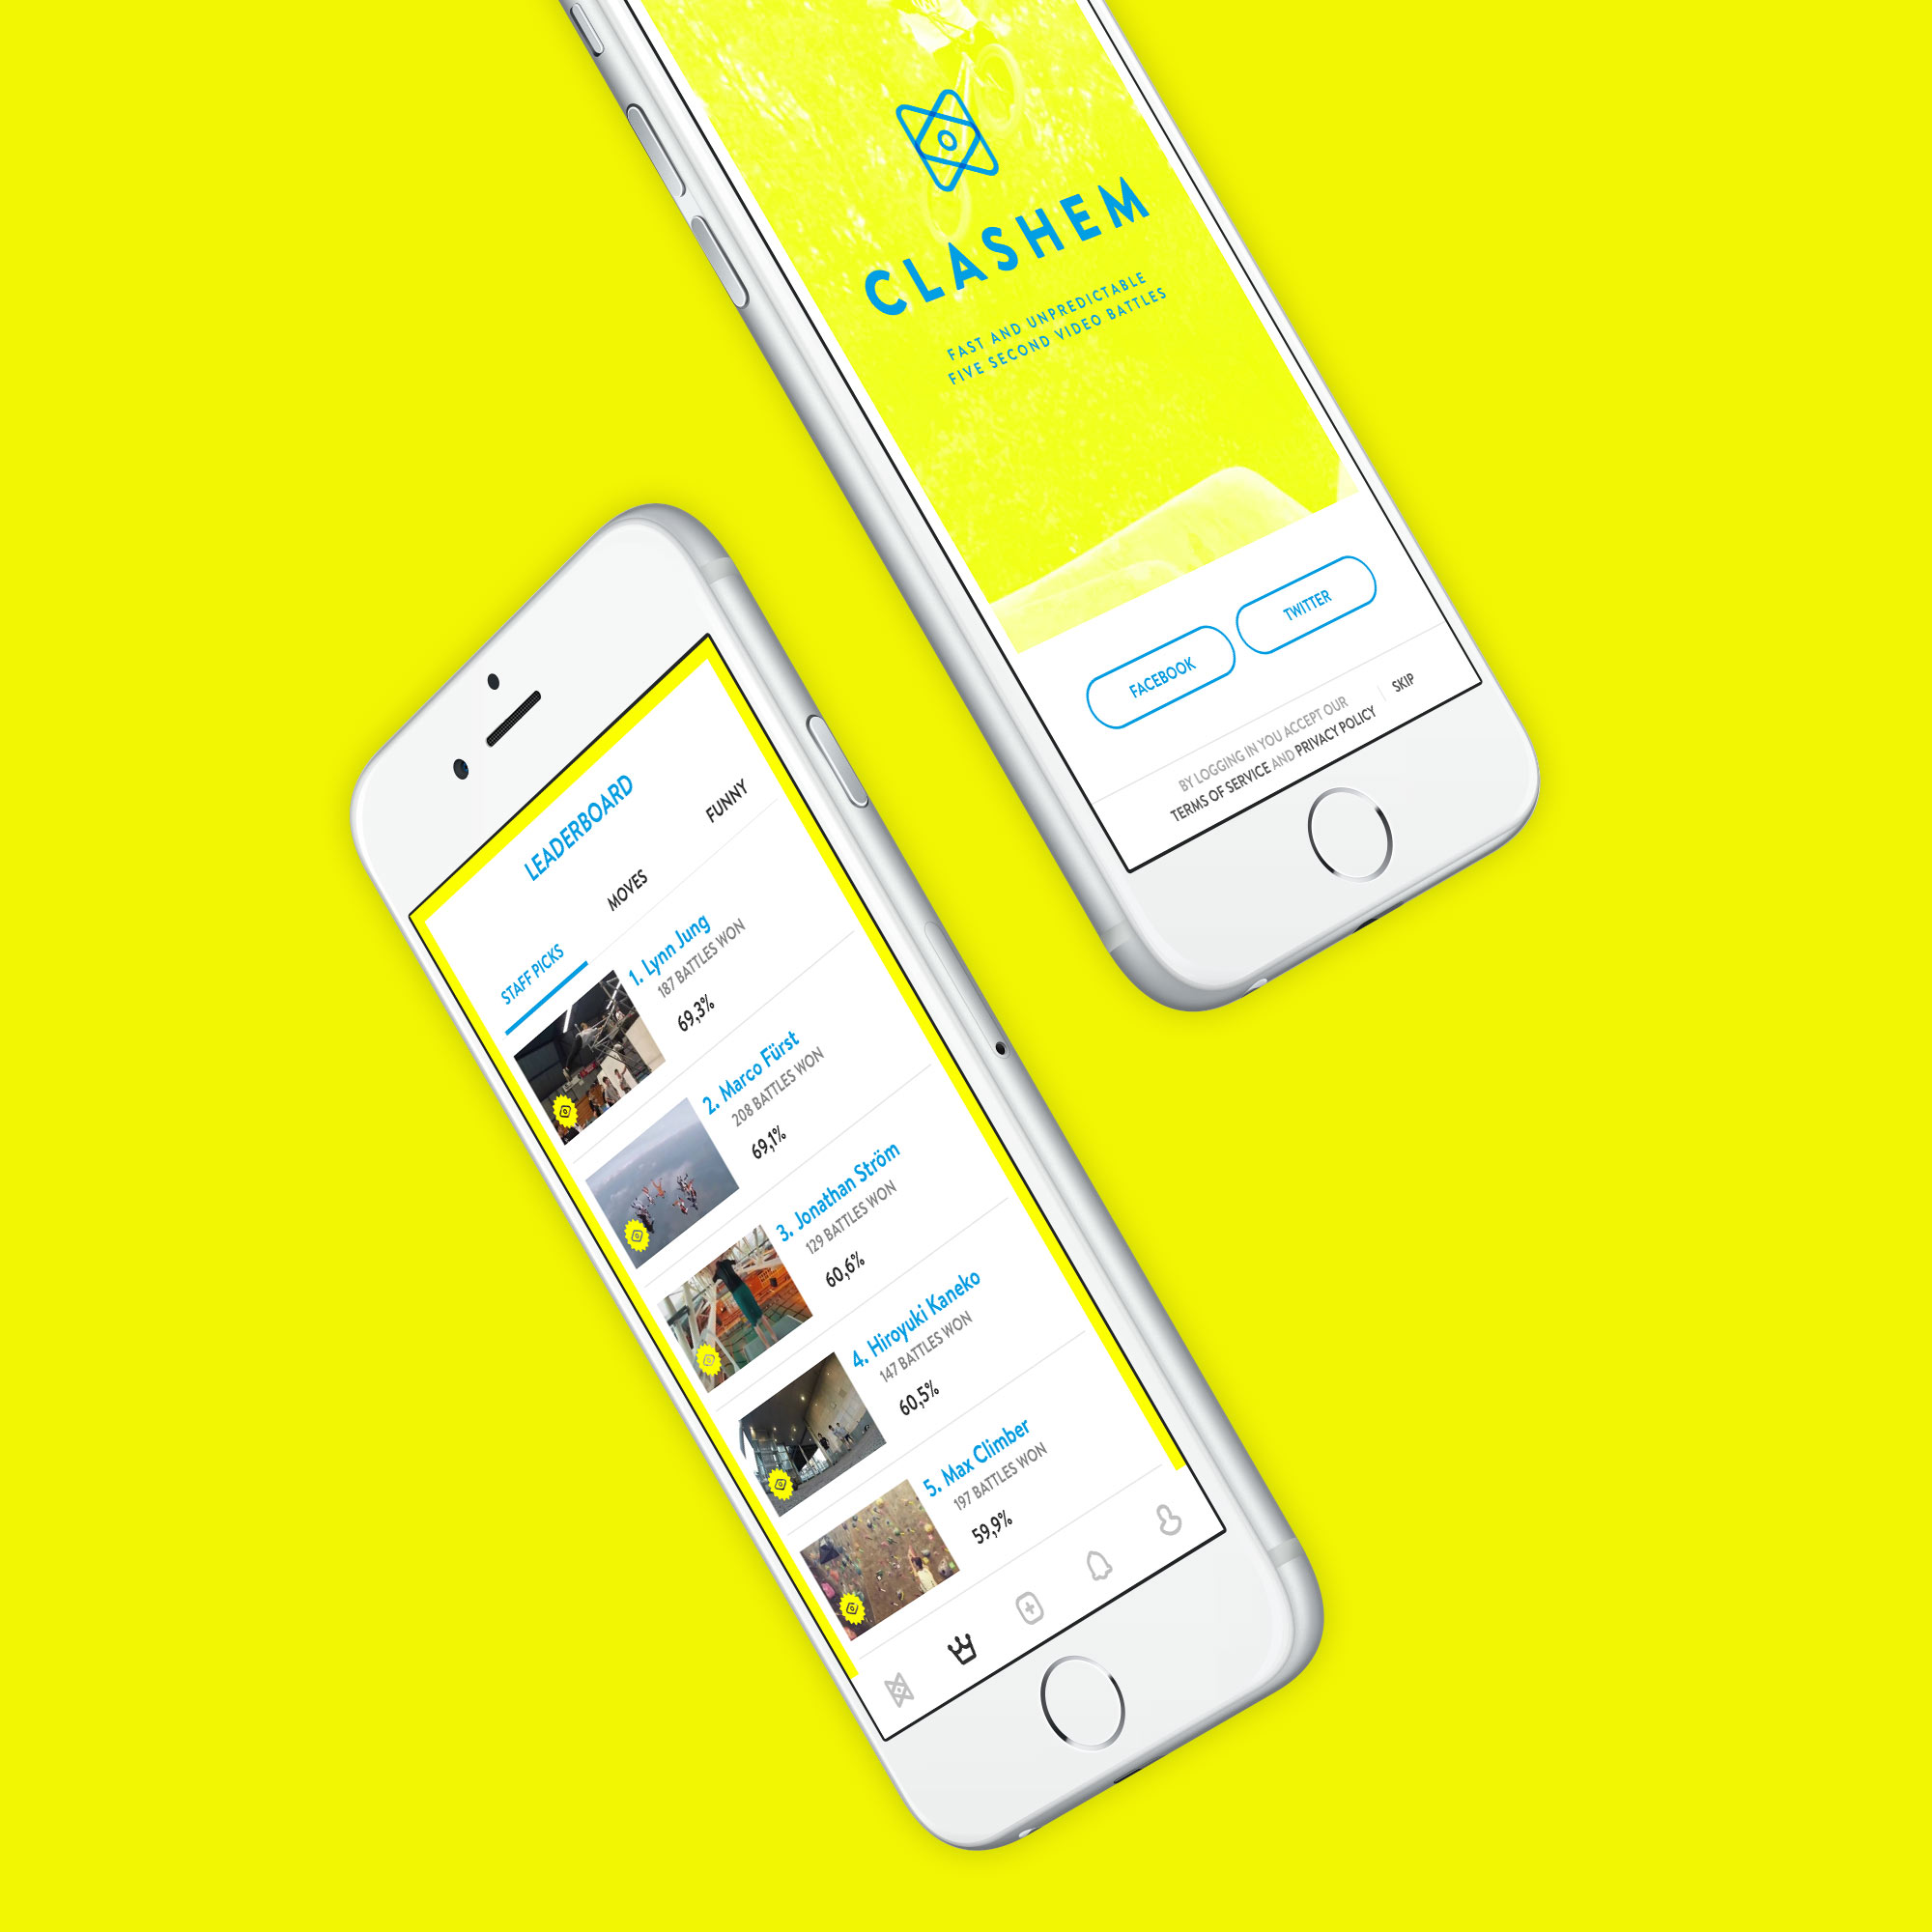 CLASHEM
FAST AND UNPREDICTABLE
FIVE SECOND VIDEO BATTLES
FACEBOOK
TWITTER
BY LOGGING IN YOU ACCEPT OUR
TERMS OF SERVICE AND PRIVACY POLICY
SKIP
LEADERBOARD
STAFF PICKS
MOVES
FUNNY
1. Lynn Jung
187 BATTLES WON
69,3%
2. Marco Fürst
208 BATTLES WON
69,1%
3. Jonathan Ström
129 BATTLES WON
60,6%
4. Hiroyuki Kaneko
147 BATTLES WON
60,5%
5. Max Climber
197 BATTLES WON
59,9%